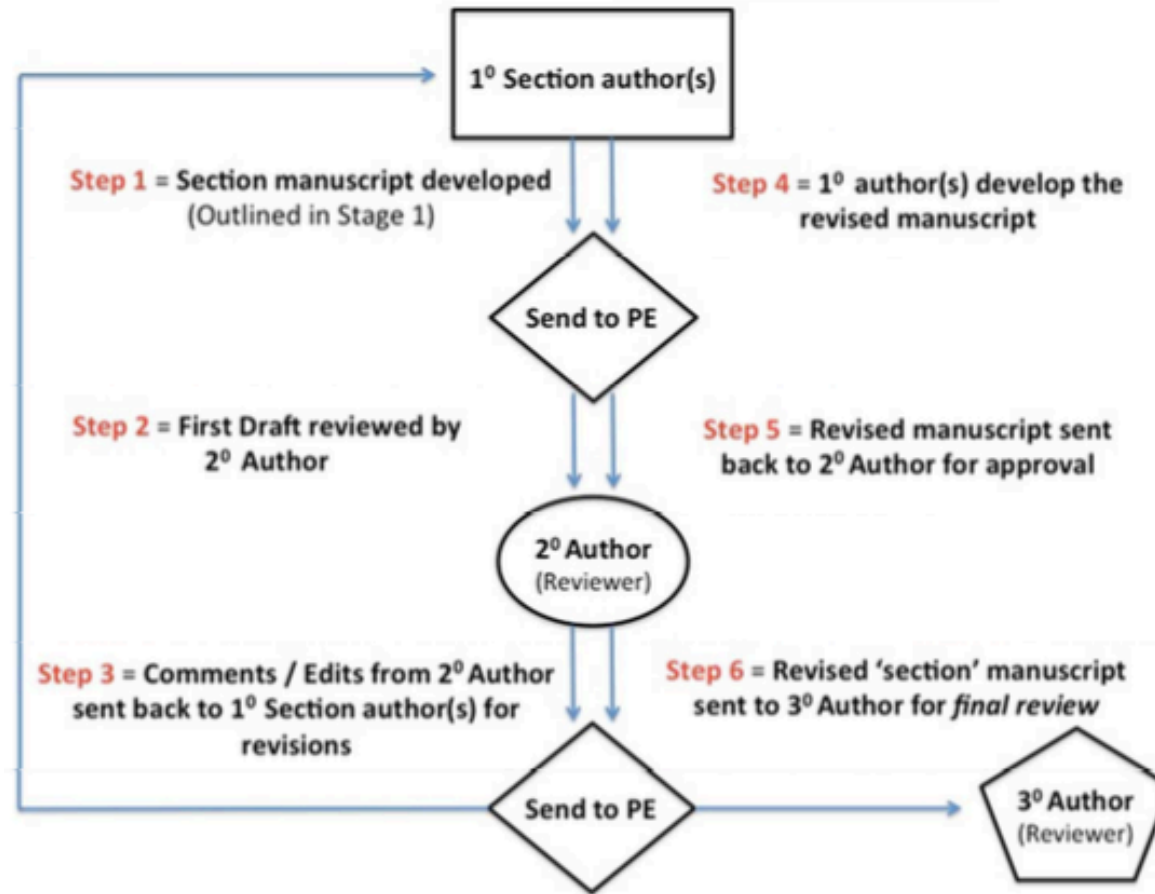 1⁰ Section author(s)
Step 1 = Section manuscript developed
(Outlined in Stage 1)
Step 4 = 1⁰ author(s) develop the
revised manuscript
Send to PE
Step 2 = First Draft reviewed by
2⁰ Author
Step 5 = Revised manuscript sent
back to 2⁰ Author for approval
2⁰ Author
(Reviewer)
Step 3 = Comments / Edits from 2⁰ Author
sent back to 1⁰ Section author(s) for
revisions
Step 6 = Revised ‘section’ manuscript
sent to 3⁰ Author for final review
Send to PE
3⁰ Author
(Reviewer)